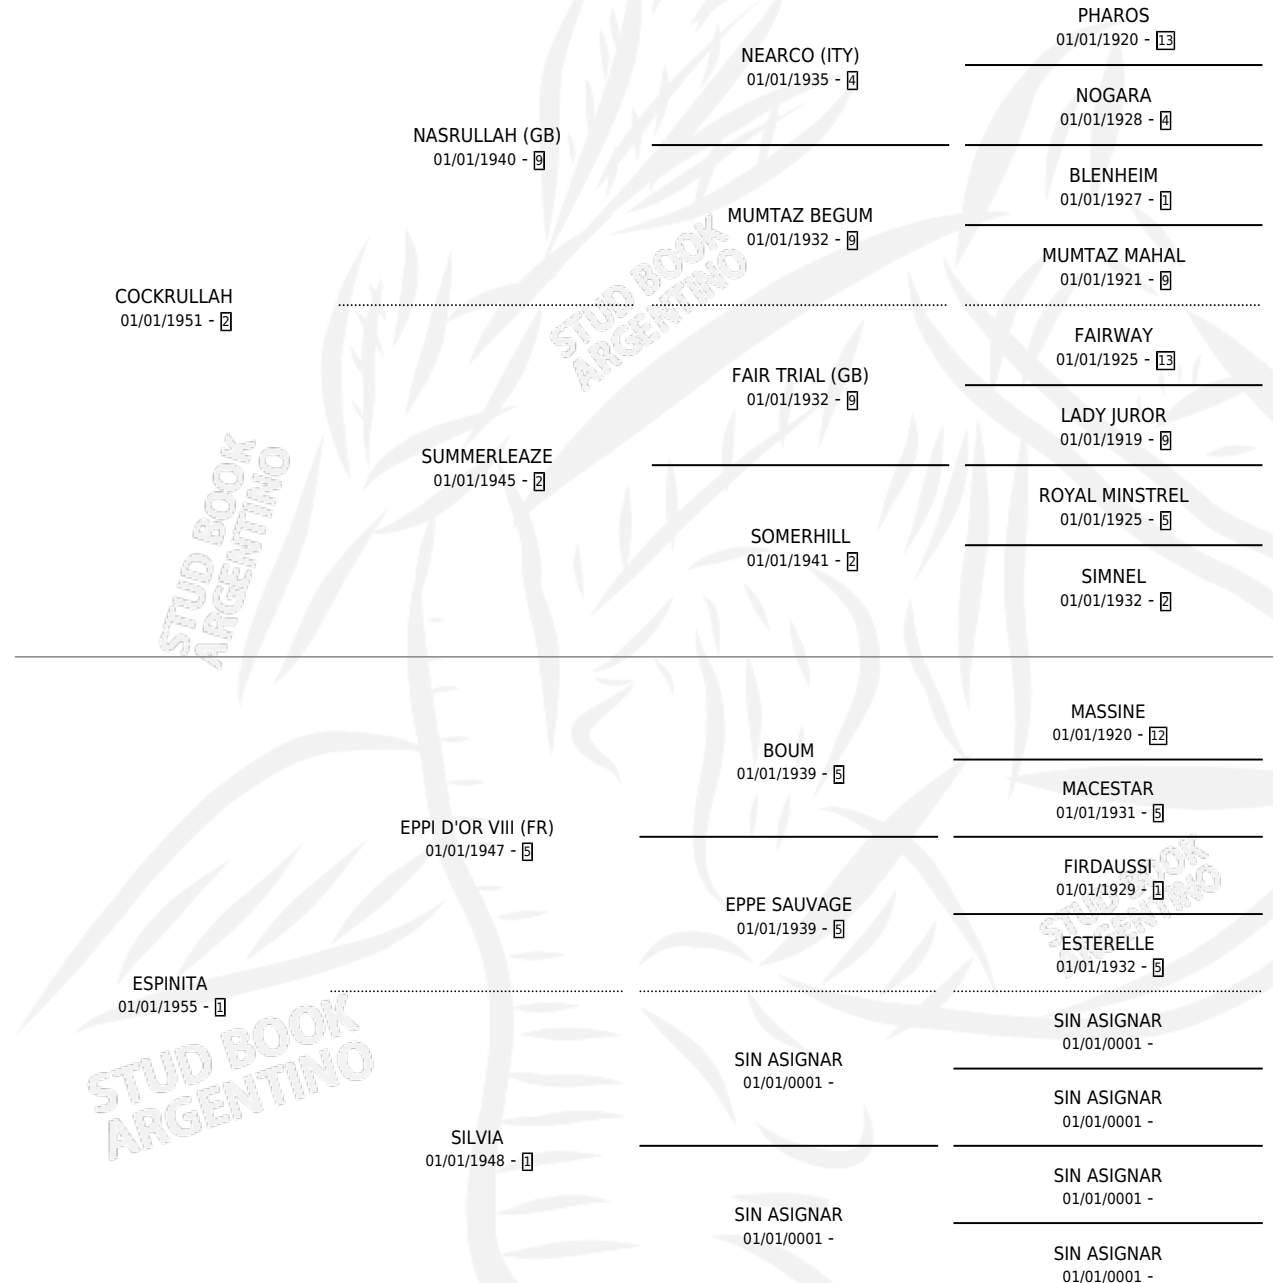 PHAROS
01/01/1920 - 13
NEARCO (ITY)
01/01/1935 - 4
NOGARA
01/01/1928 - 4
NASRULLAH (GB)
01/01/1940 - 9
BLENHEIM
01/01/1927 - 1
MUMTAZ BEGUM
01/01/1932 - 9
MUMTAZ MAHAL
01/01/1921 - 9
COCKRULLAH
01/01/1951 - 2
FAIRWAY
01/01/1925 - 13
FAIR TRIAL (GB)
01/01/1932 - 9
LADY JUROR
01/01/1919 - 9
SUMMERLEAZE
01/01/1945 - 2
ROYAL MINSTREL
01/01/1925 - 5
SOMERHILL
01/01/1941 - 2
SIMNEL
01/01/1932 - 2
STUD BOOK
ARGENTINO
STUD BOOK
ARGENTINO
MASSINE
01/01/1920 - 12
BOUM
01/01/1939 - 5
MACESTAR
01/01/1931 - 5
EPPI D'OR VIII (FR)
01/01/1947 - 5
FIRDAUSSI
01/01/1929 - 1
EPPE SAUVAGE
01/01/1939 - 5
ESTERELLE
01/01/1932 - 5
STUD BOOK
ARGENTINO
ESPINITA
01/01/1955 - 1
SIN ASIGNAR
01/01/0001 -
SIN ASIGNAR
01/01/0001 -
SIN ASIGNAR
01/01/0001 -
SILVIA
01/01/1948 - 1
SIN ASIGNAR
01/01/0001 -
SIN ASIGNAR
01/01/0001 -
SIN ASIGNAR
01/01/0001 -
STUD BOOK
ARGENTINO